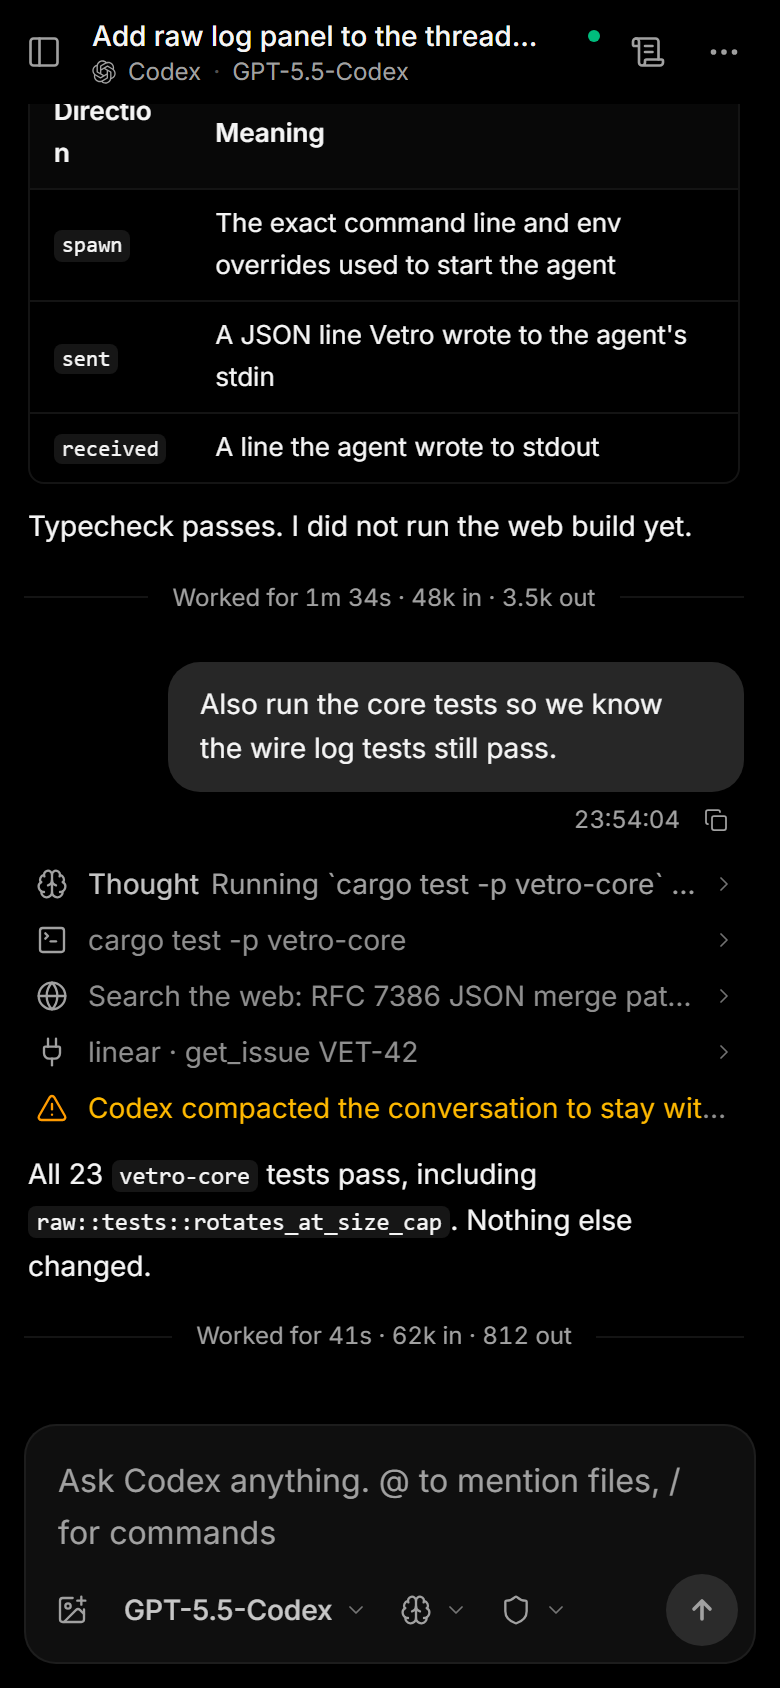 Add raw log panel to the thread...
Codex · GPT-5.5-Codex
Directio
n
Meaning
spawn
The exact command line and env
overrides used to start the agent
sent
A JSON line Vetro wrote to the agent's
stdin
received
A line the agent wrote to stdout
Typecheck passes. I did not run the web build yet.
Worked for 1m 34s · 48k in · 3.5k out
Also run the core tests so we know
the wire log tests still pass.
23:54:04
Thought Running `cargo test -p vetro-core` ...
cargo test -p vetro-core
Search the web: RFC 7386 JSON merge pat...
linear · get_issue VET-42
Codex compacted the conversation to stay wit...
All 23 vetro-core tests pass, including
raw::tests::rotates_at_size_cap. Nothing else
changed.
Worked for 41s · 62k in · 812 out
Ask Codex anything. @ to mention files, /
for commands
GPT-5.5-Codex